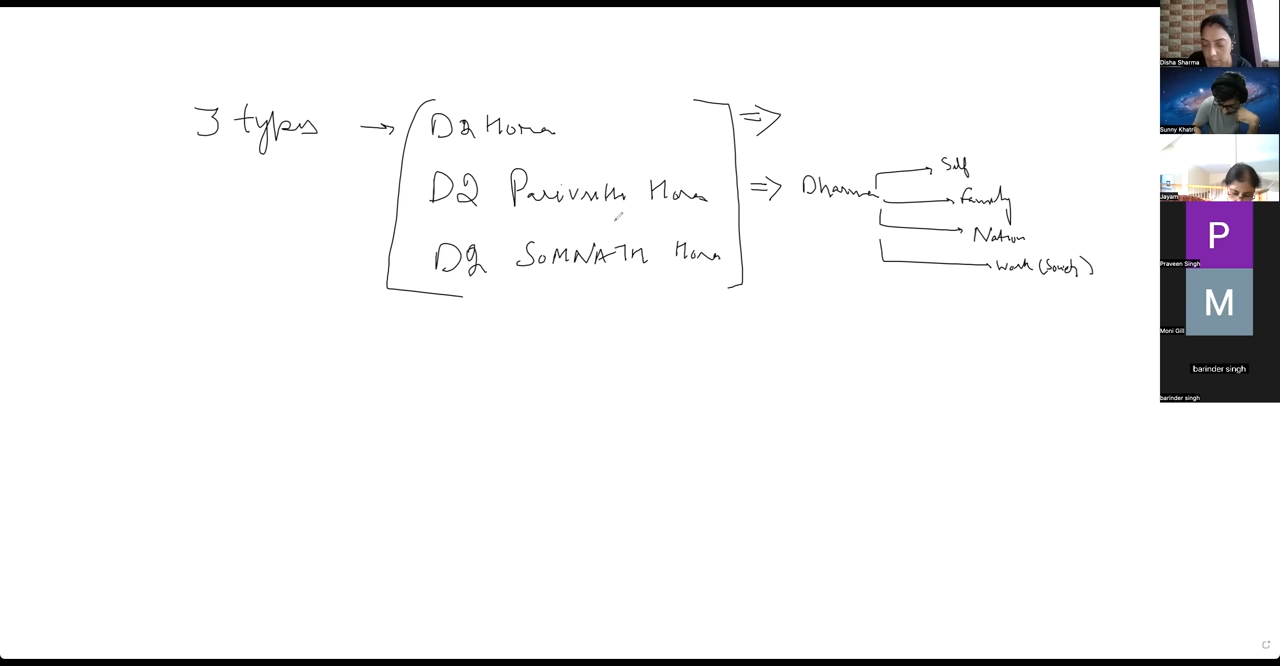 3 types → D2 Hora ⇒
D2 Parivritti Hora ⇒ Dharma
D2 SOMNATH Hora
Self
Family
Nation
Work
Disha Sharma
Sunny Khatri
Jayam
P
Praveen Singh
M
Moni Gill
barinder singh
barinder singh